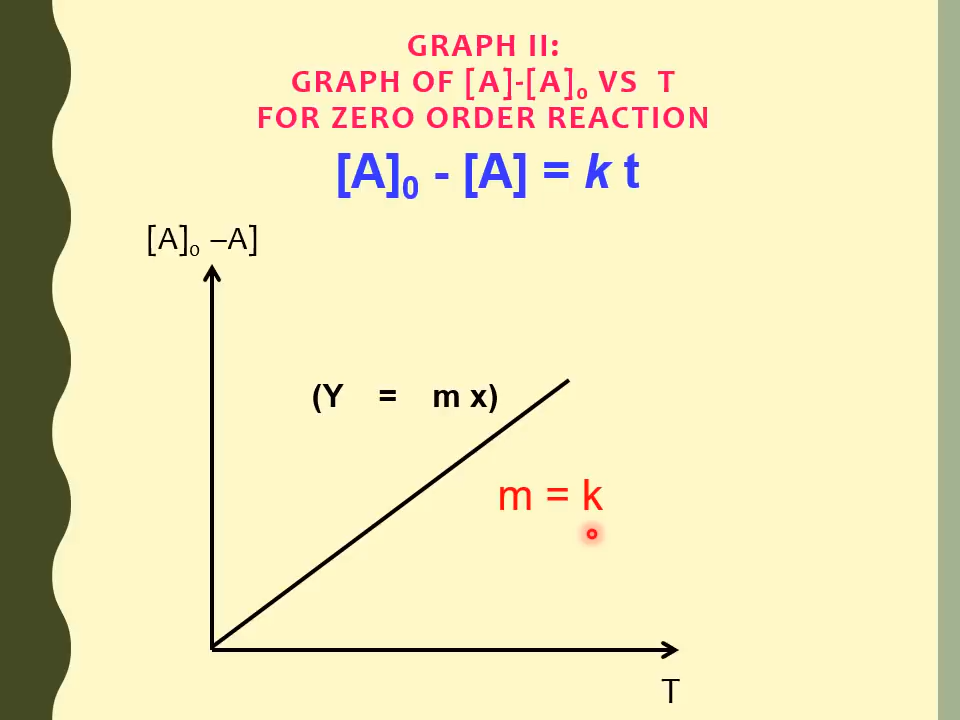 GRAPH II:
GRAPH OF [A]-[A]₀ VS T
FOR ZERO ORDER REACTION
[A]₀ - [A] = k t
[A]₀ –A]
(Y = m x)
m = k
T